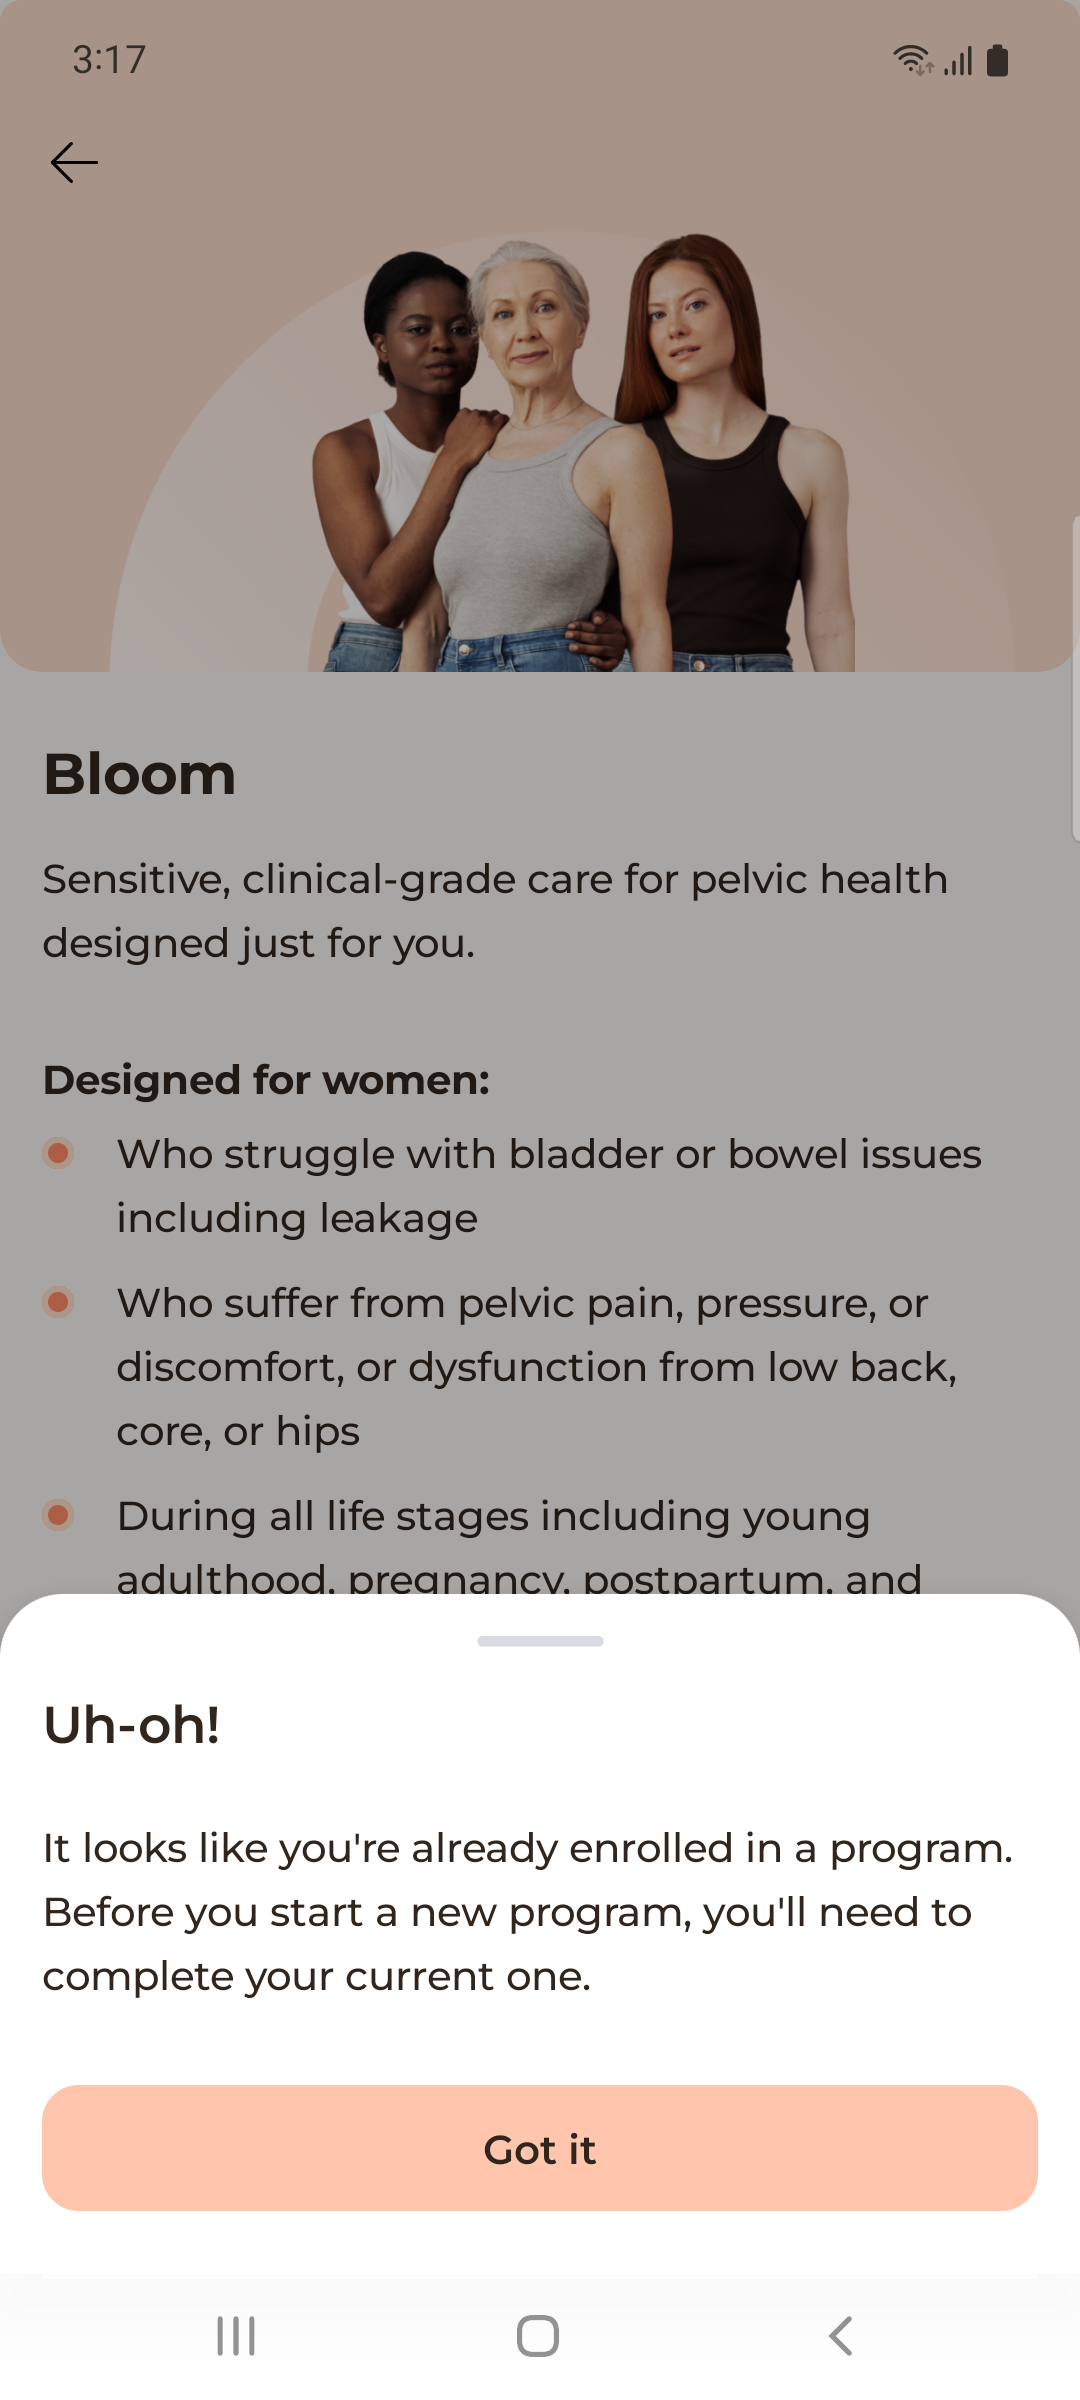 3:17
Bloom
Sensitive, clinical-grade care for pelvic health
designed just for you.
Designed for women:
Who struggle with bladder or bowel issues
including leakage
Who suffer from pelvic pain, pressure, or
discomfort, or dysfunction from low back,
core, or hips
During all life stages including young
adulthood, pregnancy, postpartum, and
Uh-oh!
It looks like you're already enrolled in a program.
Before you start a new program, you'll need to
complete your current one.
Got it